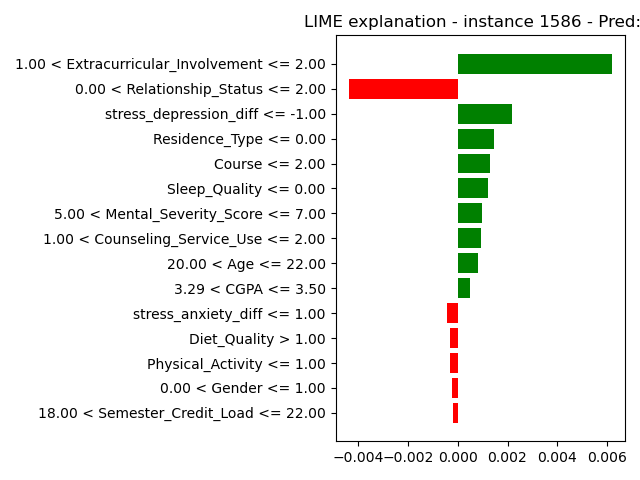 LIME explanation - instance 1586 - Pred:
1.00 < Extracurricular_Involvement <= 2.00
0.00 < Relationship_Status <= 2.00
stress_depression_diff <= -1.00
Residence_Type <= 0.00
Course <= 2.00
Sleep_Quality <= 0.00
5.00 < Mental_Severity_Score <= 7.00
1.00 < Counseling_Service_Use <= 2.00
20.00 < Age <= 22.00
3.29 < CGPA <= 3.50
stress_anxiety_diff <= 1.00
Diet_Quality > 1.00
Physical_Activity <= 1.00
0.00 < Gender <= 1.00
18.00 < Semester_Credit_Load <= 22.00
−0.004 −0.002 0.000 0.002 0.004 0.006